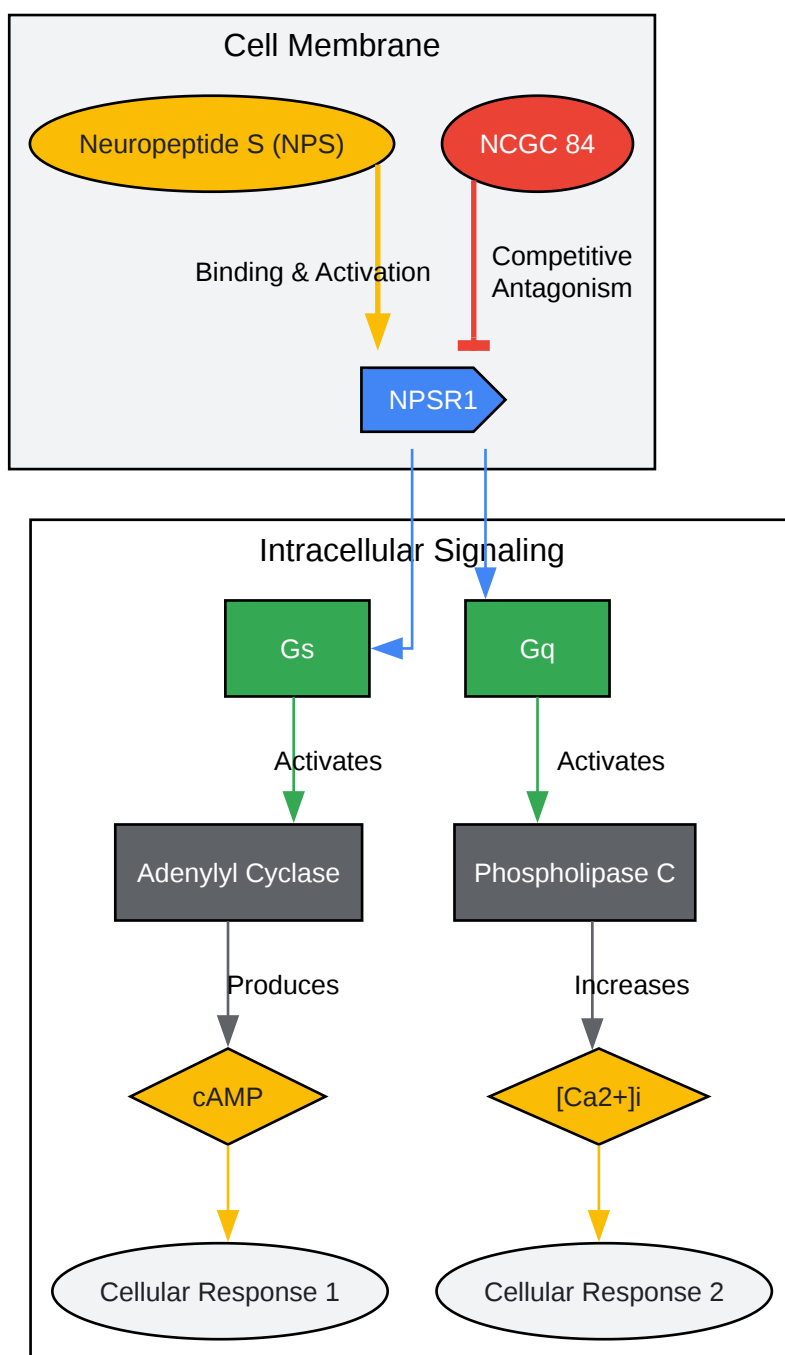 Cell Membrane
Neuropeptide S (NPS)
NCGC 84
Binding & Activation
Competitive
Antagonism
NPSR1
Intracellular Signaling
Gs
Gq
Activates
Activates
Adenylyl Cyclase
Phospholipase C
Produces
Increases
cAMP
[Ca2+]i
Cellular Response 1
Cellular Response 2